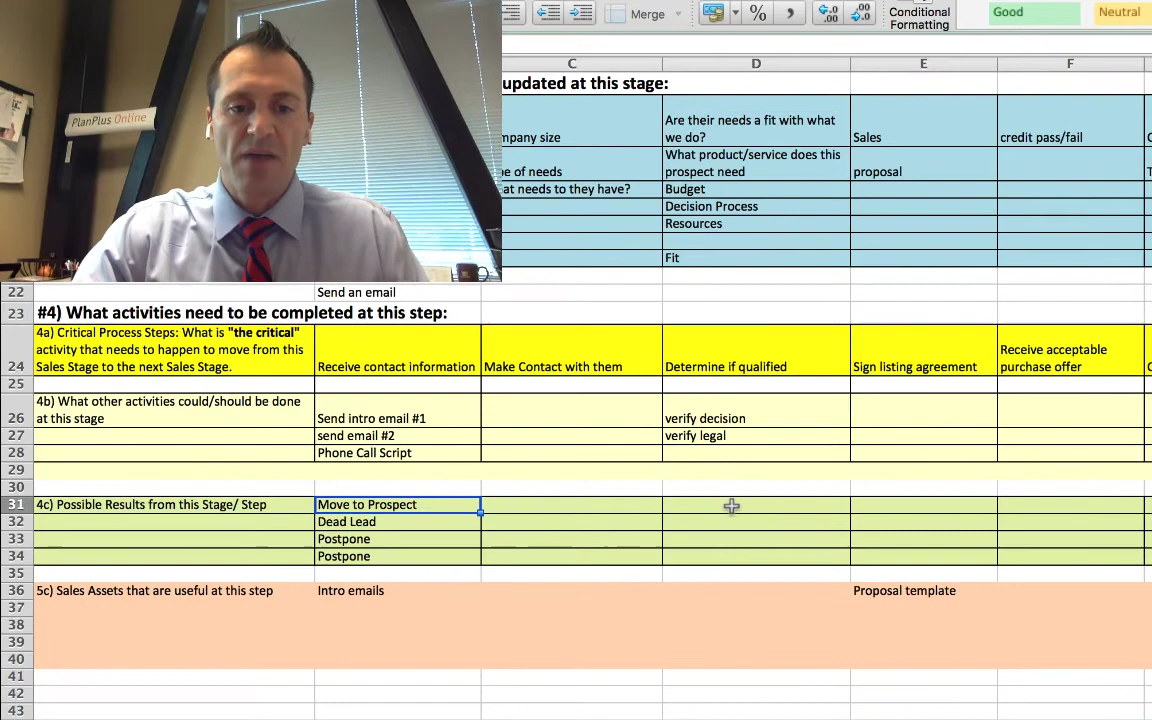 Merge
%
Conditional
Formatting
Good
Neutral
PlanPlus Online
C
D
E
F
updated at this stage:
Are their needs a fit with what
mpany size
we do?
Sales
credit pass/fail
What product/service does this
e of needs
prospect need
proposal
at needs to they have?
Budget
Decision Process
Resources
Fit
22
Send an email
23
#4) What activities need to be completed at this step:
4a) Critical Process Steps: What is "the critical"
activity that needs to happen to move from this
Receive acceptable
24
Sales Stage to the next Sales Stage.
Receive contact information
Make Contact with them
Determine if qualified
Sign listing agreement
purchase offer
25
4b) What other activities could/should be done
26
at this stage
Send intro email #1
verify decision
27
send email #2
verify legal
28
Phone Call Script
29
30
31
4c) Possible Results from this Stage/ Step
Move to Prospect
32
Dead Lead
33
Postpone
34
Postpone
35
36
5c) Sales Assets that are useful at this step
Intro emails
Proposal template
37
38
39
40
41
42
43